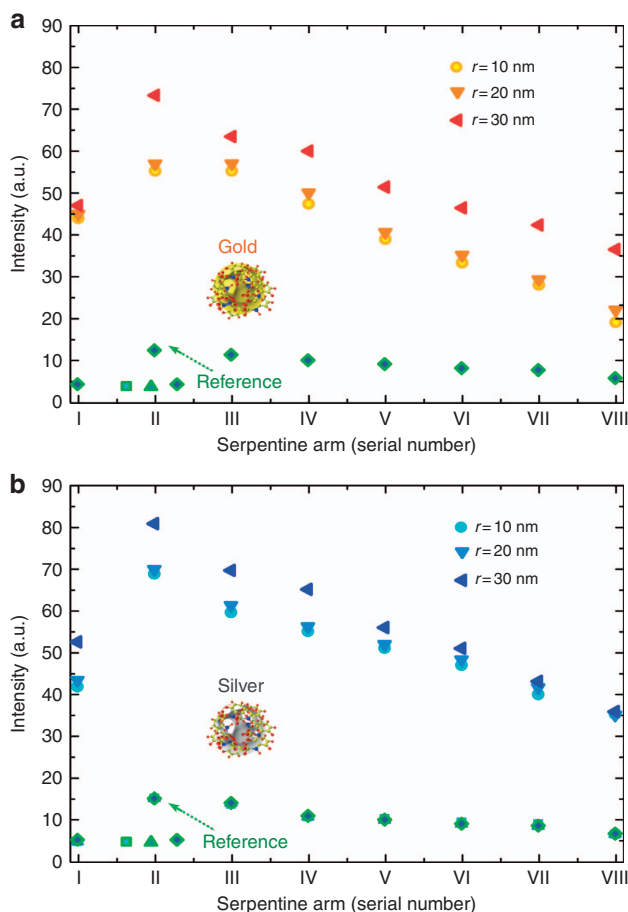 a
90
80
70
60
50
40
30
20
10
0
Intensity (a.u.)
r = 10 nm
r = 20 nm
r = 30 nm
Gold
Reference
I II III IV V VI VII VIII
Serpentine arm (serial number)
b
90
80
70
60
50
40
30
20
10
0
Intensity (a.u.)
r = 10 nm
r = 20 nm
r = 30 nm
Silver
Reference
I II III IV V VI VII VIII
Serpentine arm (serial number)